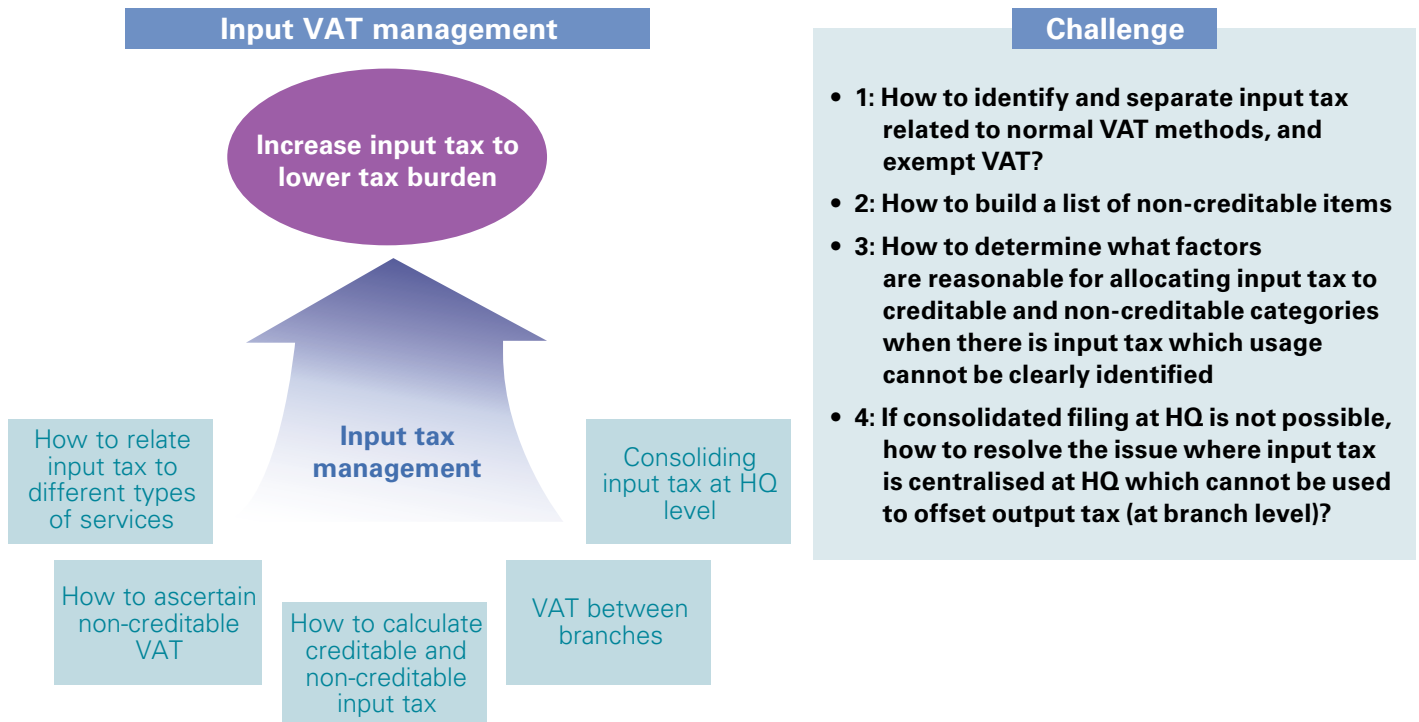 Input VAT management
Increase input tax to
lower tax burden
Input tax
management
How to relate
input tax to
different types
of services
How to ascertain
non-creditable
VAT
How to calculate
creditable and
non-creditable
input tax
VAT between
branches
Consoliding
input tax at HQ
level
Challenge
• 1: How to identify and separate input tax
related to normal VAT methods, and
exempt VAT?
• 2: How to build a list of non-creditable items
• 3: How to determine what factors
are reasonable for allocating input tax to
creditable and non-creditable categories
when there is input tax which usage
cannot be clearly identified
• 4: If consolidated filing at HQ is not possible,
how to resolve the issue where input tax
is centralised at HQ which cannot be used
to offset output tax (at branch level)?